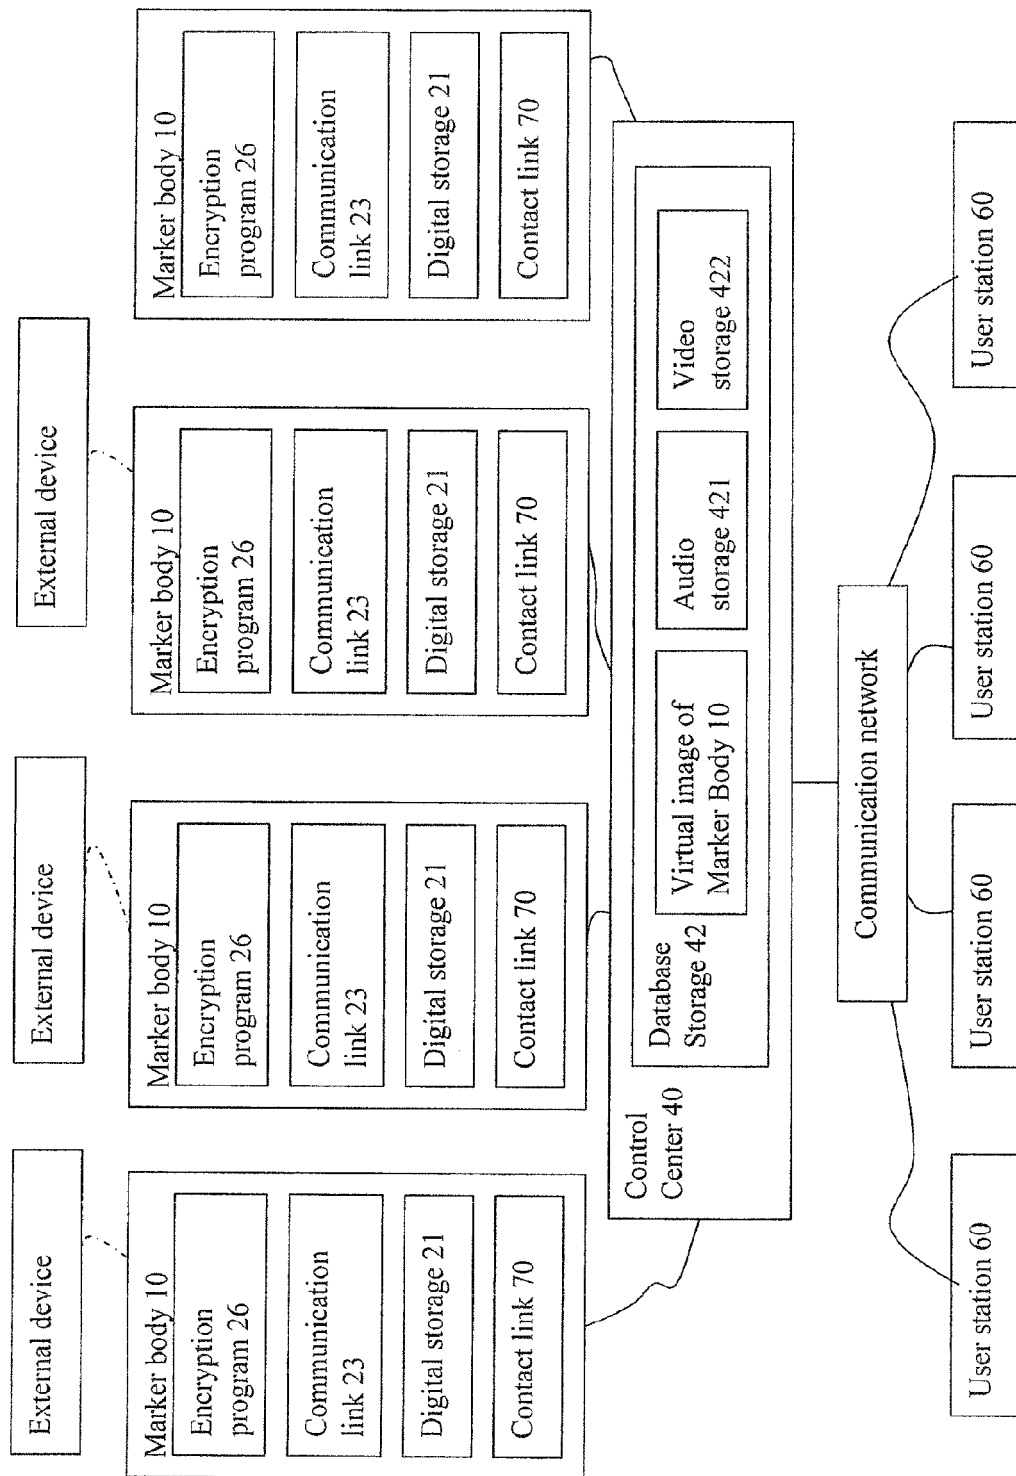 External device
External device
External device
Marker body 10
Encryption
program 26
Communication
link 23
Digital storage 21
Contact link 70
Marker body 10
Encryption
program 26
Communication
link 23
Digital storage 21
Contact link 70
Marker body 10
Encryption
program 26
Communication
link 23
Digital storage 21
Contact link 70
Marker body 10
Encryption
program 26
Communication
link 23
Digital storage 21
Contact link 70
Control
Center 40
Database
Storage 42
Virtual image of
Marker Body 10
Audio
storage 421
Video
storage 422
Communication network
User station 60
User station 60
User station 60
User station 60